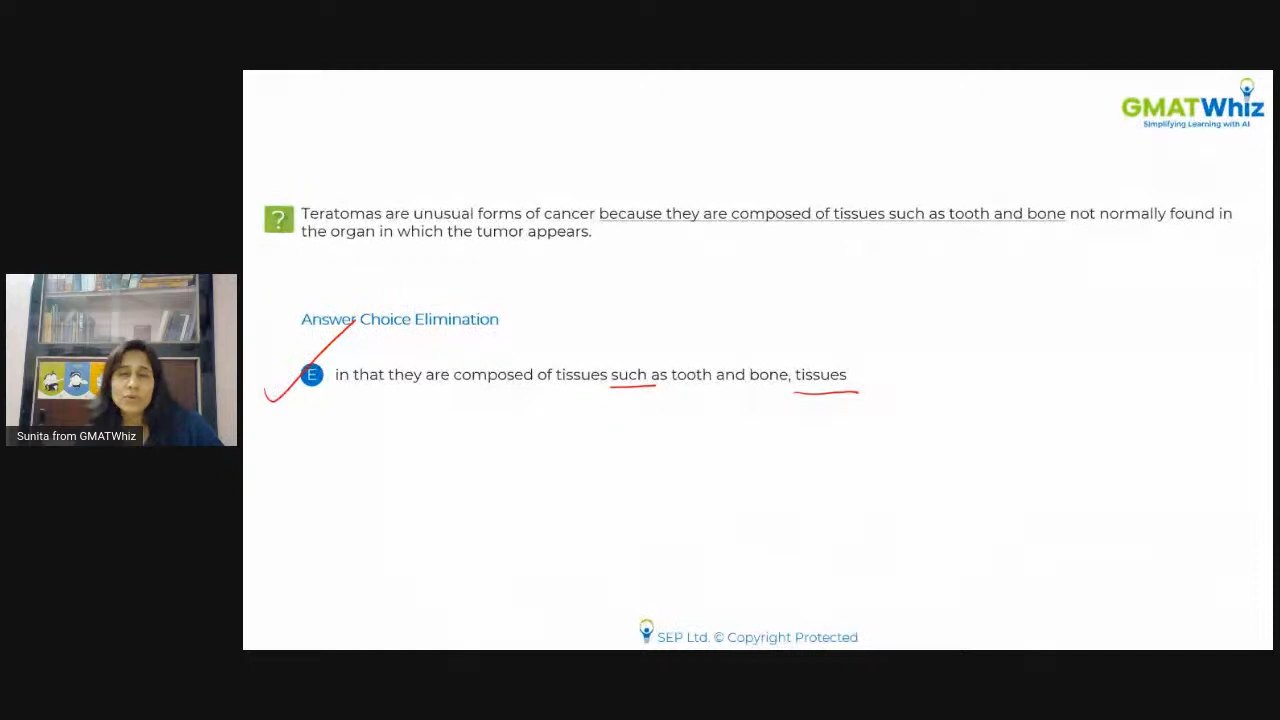 GMATWhiz
Simplifying Learning with AI
? Teratomas are unusual forms of cancer because they are composed of tissues such as tooth and bone not normally found in
the organ in which the tumor appears.
Answer Choice Elimination
E in that they are composed of tissues such as tooth and bone, tissues
Sunita from GMATWhiz
SEP Ltd. © Copyright Protected